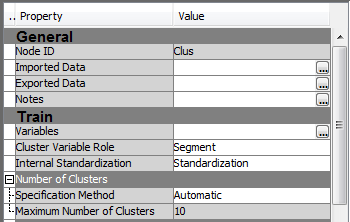 .. Property Value
General
Node ID Clus
Imported Data ...
Exported Data ...
Notes ...
Train
Variables ...
Cluster Variable Role Segment
Internal Standardization Standardization
Number of Clusters
Specification Method Automatic
Maximum Number of Clusters 10